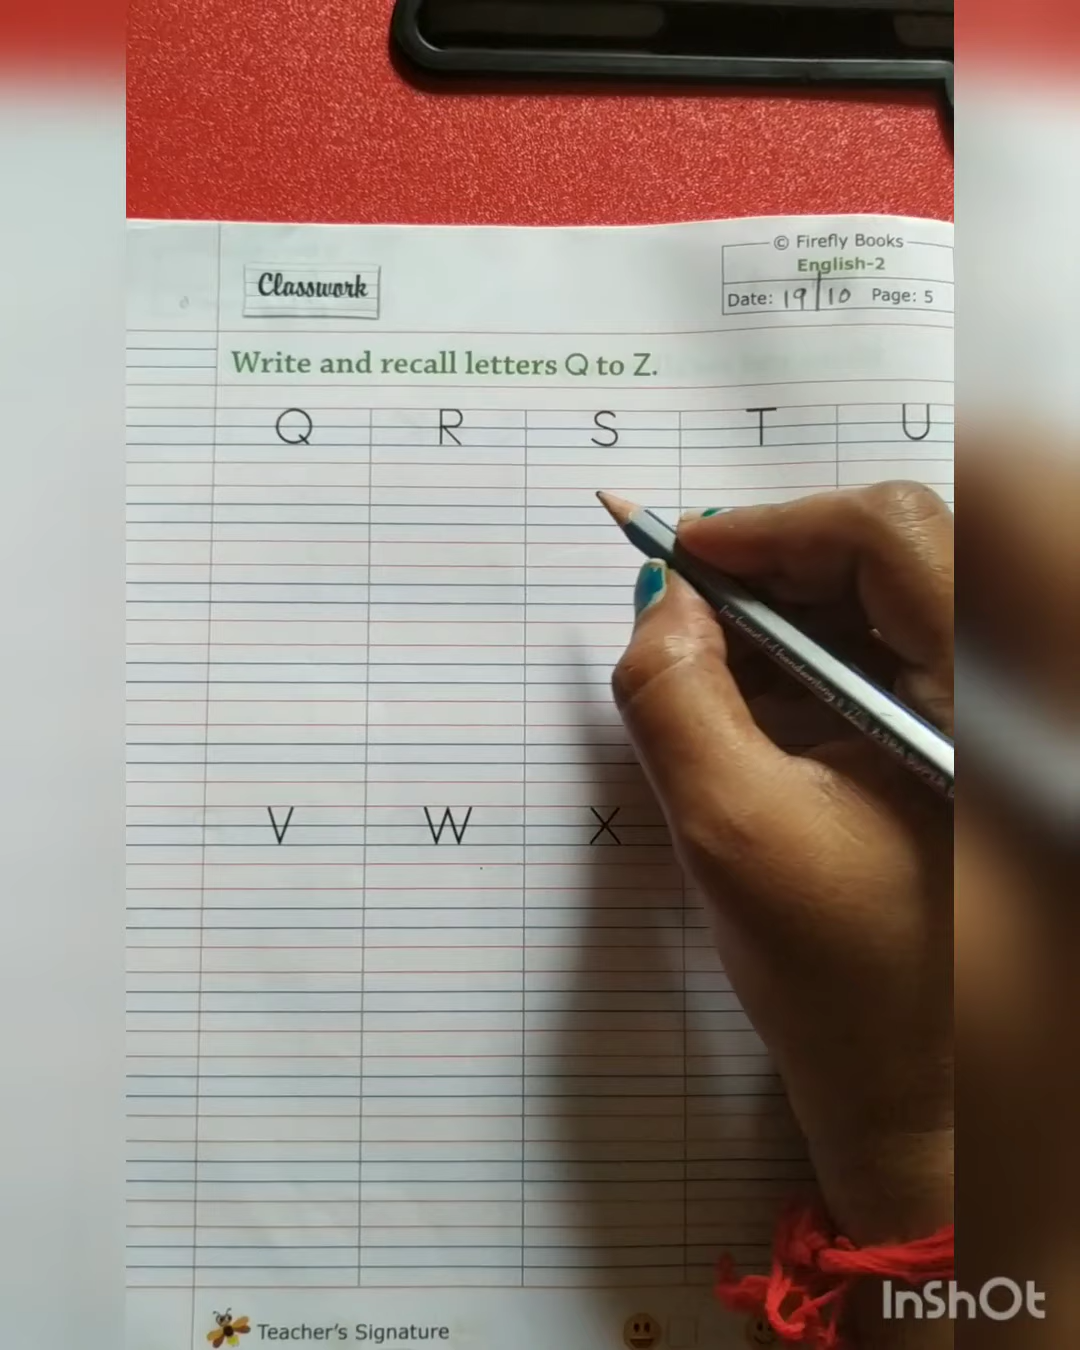 © Firefly Books
English-2
Classwork
Date: 19/10 Page: 5
Write and recall letters Q to Z.
Q R S T U
V W X
Teacher's Signature
InShOt